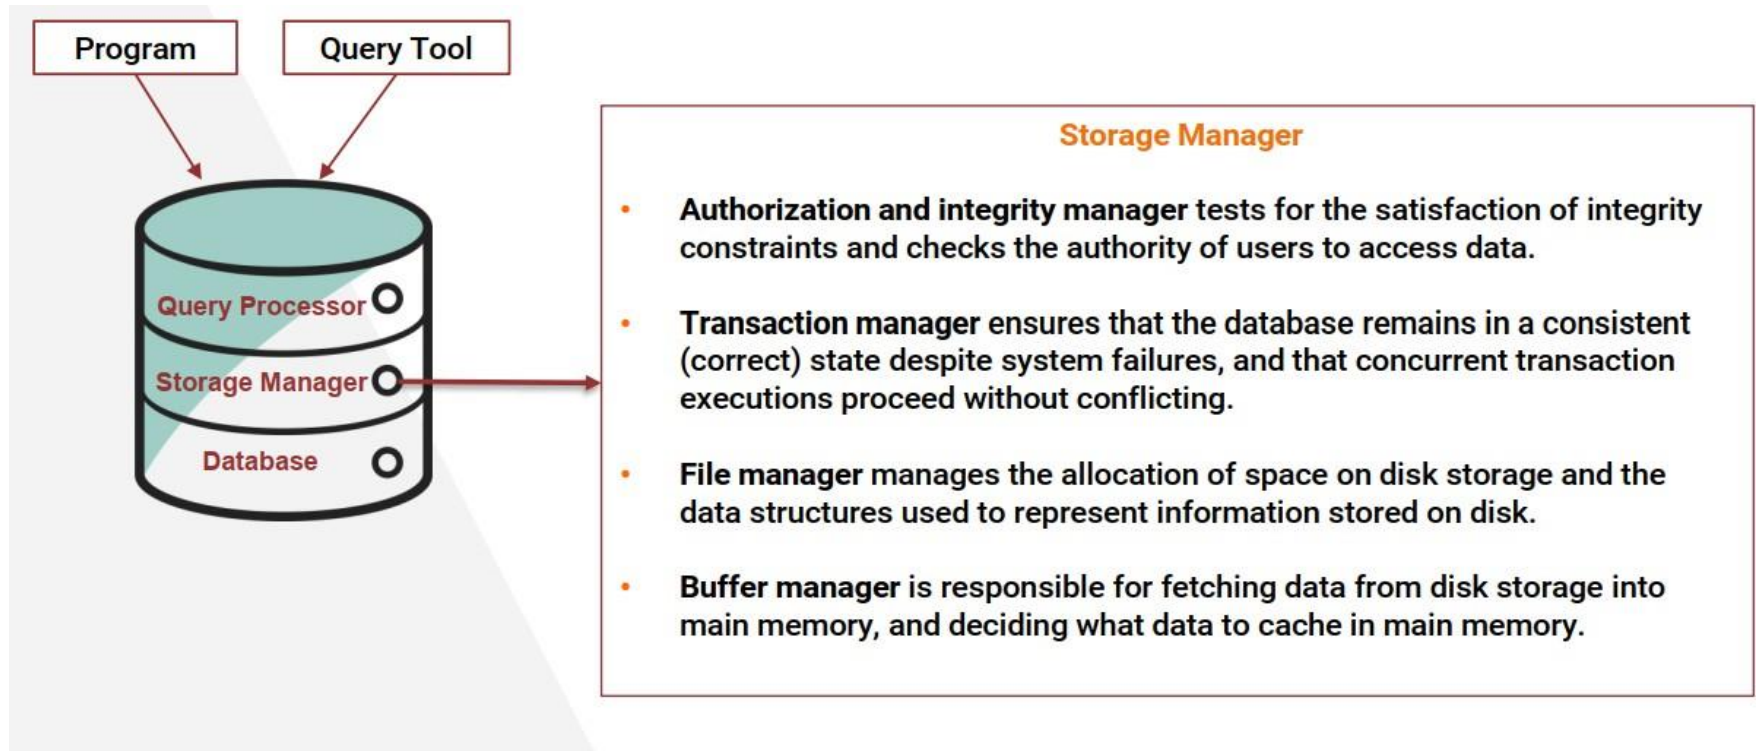 Program
Query Tool
Query Processor
Storage Manager
Database
Storage Manager
• Authorization and integrity manager tests for the satisfaction of integrity
constraints and checks the authority of users to access data.
• Transaction manager ensures that the database remains in a consistent
(correct) state despite system failures, and that concurrent transaction
executions proceed without conflicting.
• File manager manages the allocation of space on disk storage and the
data structures used to represent information stored on disk.
• Buffer manager is responsible for fetching data from disk storage into
main memory, and deciding what data to cache in main memory.